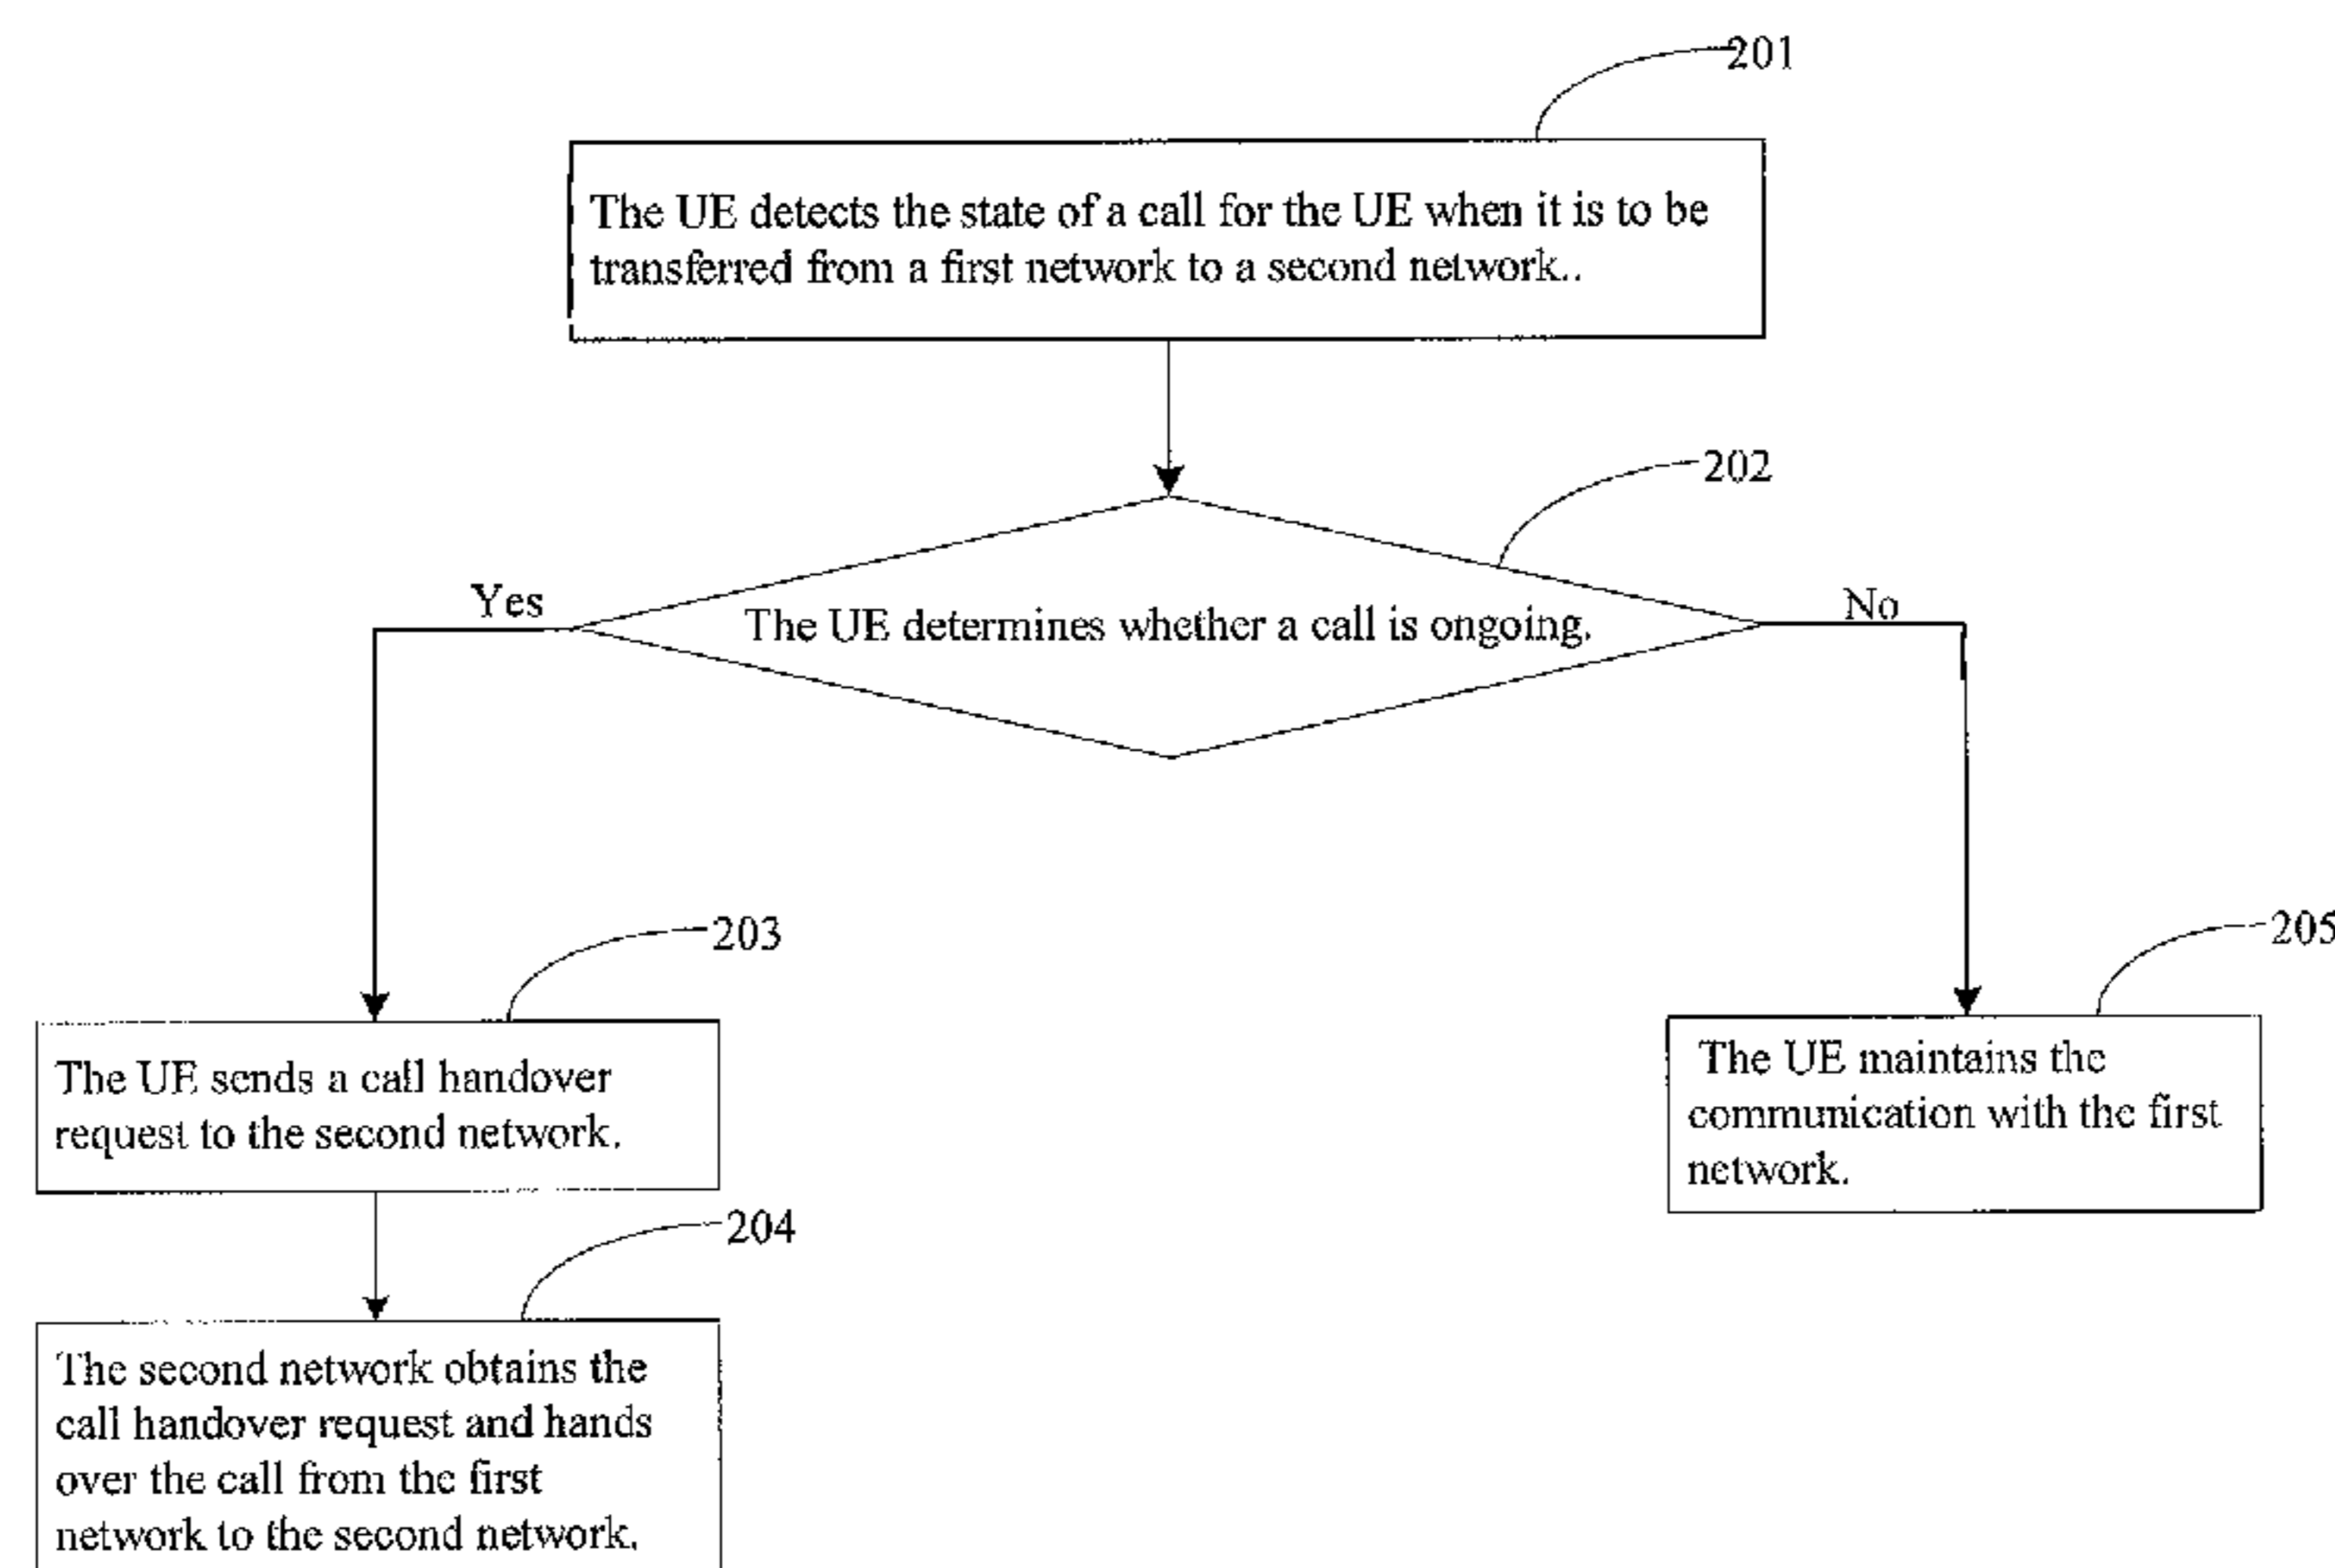 201
The UE detects the state of a call for the UE when it is to be
transferred from a first network to a second network..
202
Yes
The UE determines whether a call is ongoing.
No
203
205
The UE sends a call handover
request to the second network.
The UE maintains the
communication with the first
network.
204
The second network obtains the
call handover request and hands
over the call from the first
network to the second network.